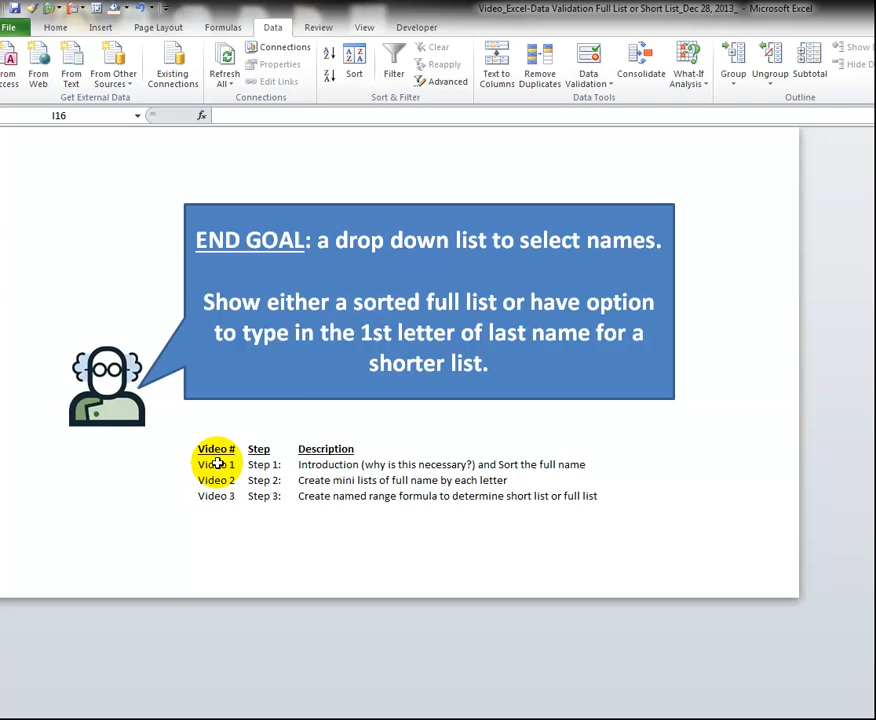 Video_Excel-Data Validation Full List or Short List_Dec 28, 2013_ - Microsoft Excel
File Home Insert Page Layout Formulas Data Review View Developer
From Access
From Web
From Text
From Other Sources
Existing Connections
Get External Data
Refresh All
Connections
Properties
Edit Links
Connections
Sort
Filter
Clear
Reapply
Advanced
Sort & Filter
Text to Columns
Remove Duplicates
Data Validation
Consolidate
What-If Analysis
Data Tools
Group
Ungroup
Subtotal
Show
Hide D
Outline
I16
fx
END GOAL: a drop down list to select names.
Show either a sorted full list or have option
to type in the 1st letter of last name for a
shorter list.
Video # Step Description
Video 1 Step 1: Introduction (why is this necessary?) and Sort the full name
Video 2 Step 2: Create mini lists of full name by each letter
Video 3 Step 3: Create named range formula to determine short list or full list